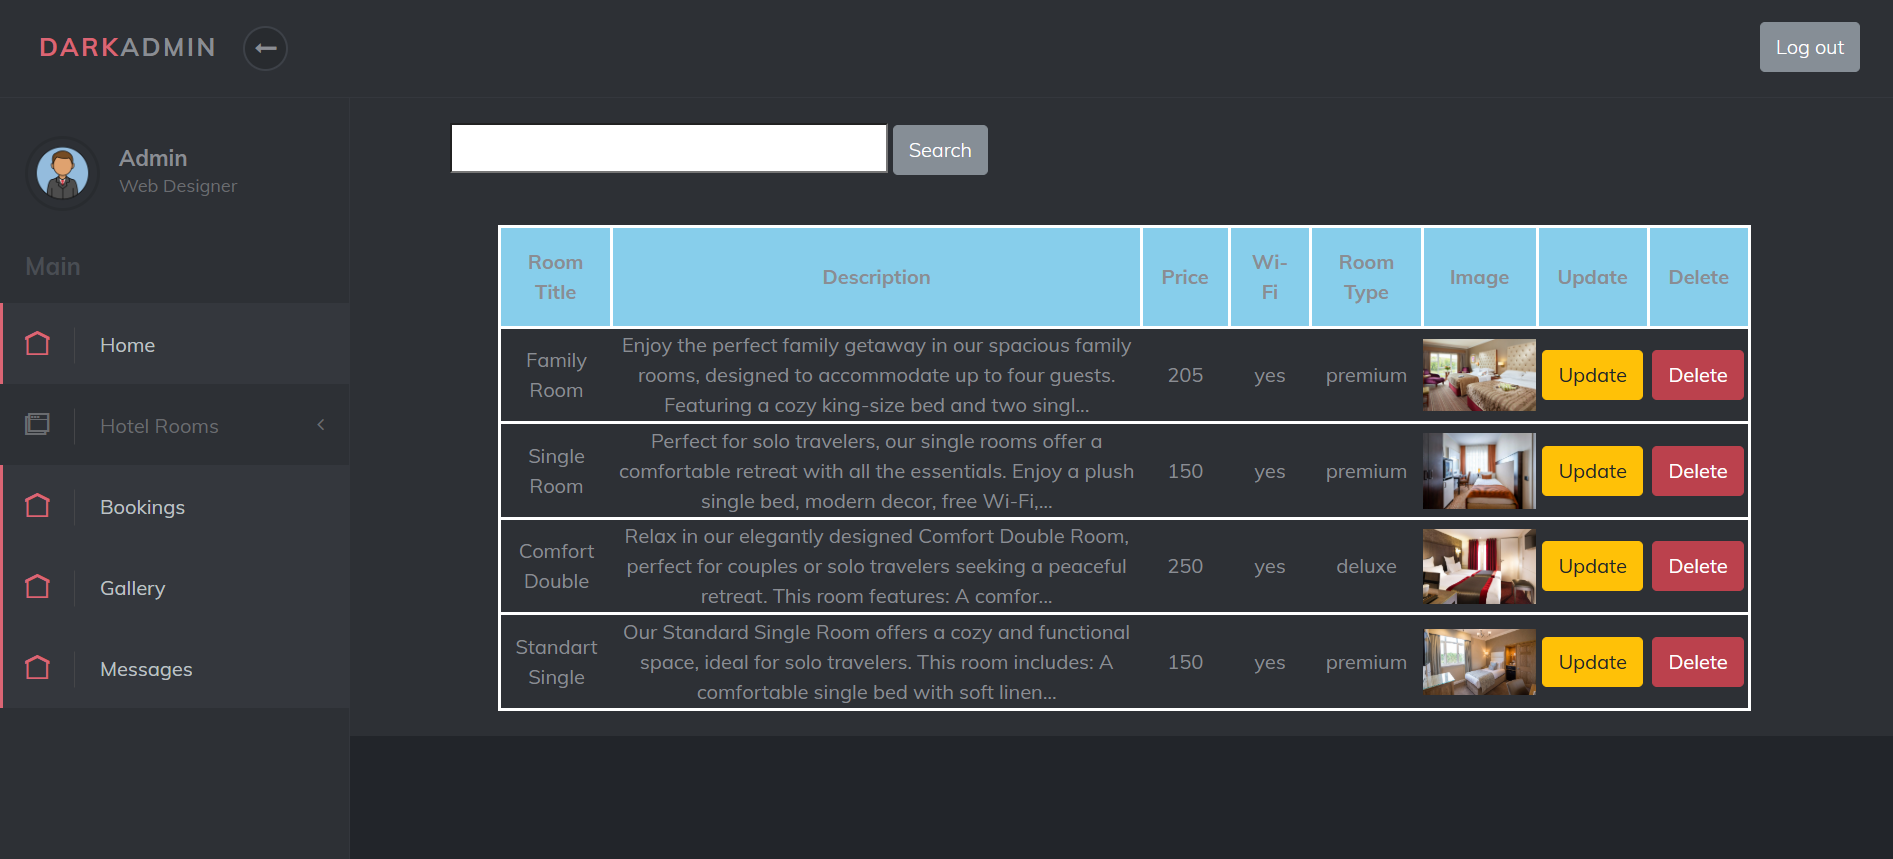 DARKADMIN
Log out
Admin
Web Designer
Main
Home
Hotel Rooms
Bookings
Gallery
Messages
Search
Room
Title
Description
Price
Wi-
Fi
Room
Type
Image
Update
Delete
Family
Room
Enjoy the perfect family getaway in our spacious family
rooms, designed to accommodate up to four guests.
Featuring a cozy king-size bed and two singl...
205
yes
premium
Update
Delete
Single
Room
Perfect for solo travelers, our single rooms offer a
comfortable retreat with all the essentials. Enjoy a plush
single bed, modern decor, free Wi-Fi,...
150
yes
premium
Update
Delete
Comfort
Double
Relax in our elegantly designed Comfort Double Room,
perfect for couples or solo travelers seeking a peaceful
retreat. This room features: A comfor...
250
yes
deluxe
Update
Delete
Standart
Single
Our Standard Single Room offers a cozy and functional
space, ideal for solo travelers. This room includes: A
comfortable single bed with soft linen...
150
yes
premium
Update
Delete